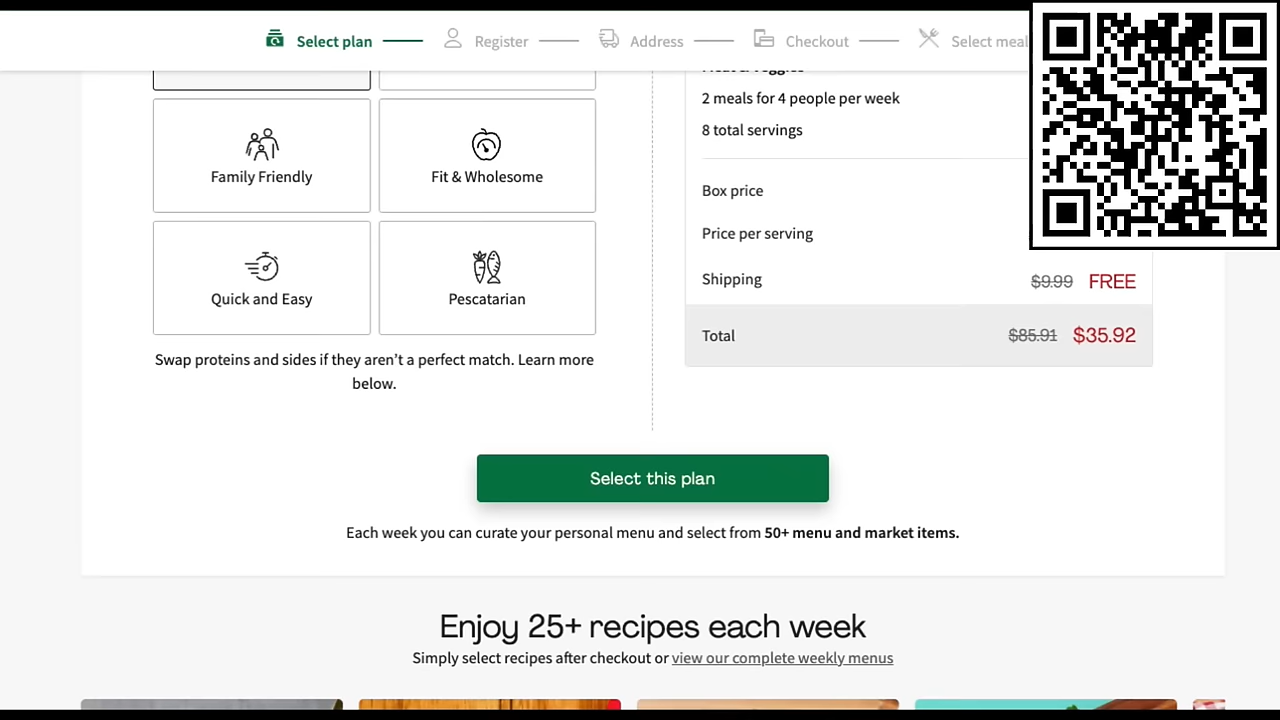 Select plan
Register
Address
Checkout
Select meal
2 meals for 4 people per week
8 total servings
Family Friendly
Fit & Wholesome
Box price
Price per serving
Quick and Easy
Pescatarian
Shipping
$9.99 FREE
Total
$85.91 $35.92
Swap proteins and sides if they aren’t a perfect match. Learn more
below.
Select this plan
Each week you can curate your personal menu and select from 50+ menu and market items.
Enjoy 25+ recipes each week
Simply select recipes after checkout or view our complete weekly menus